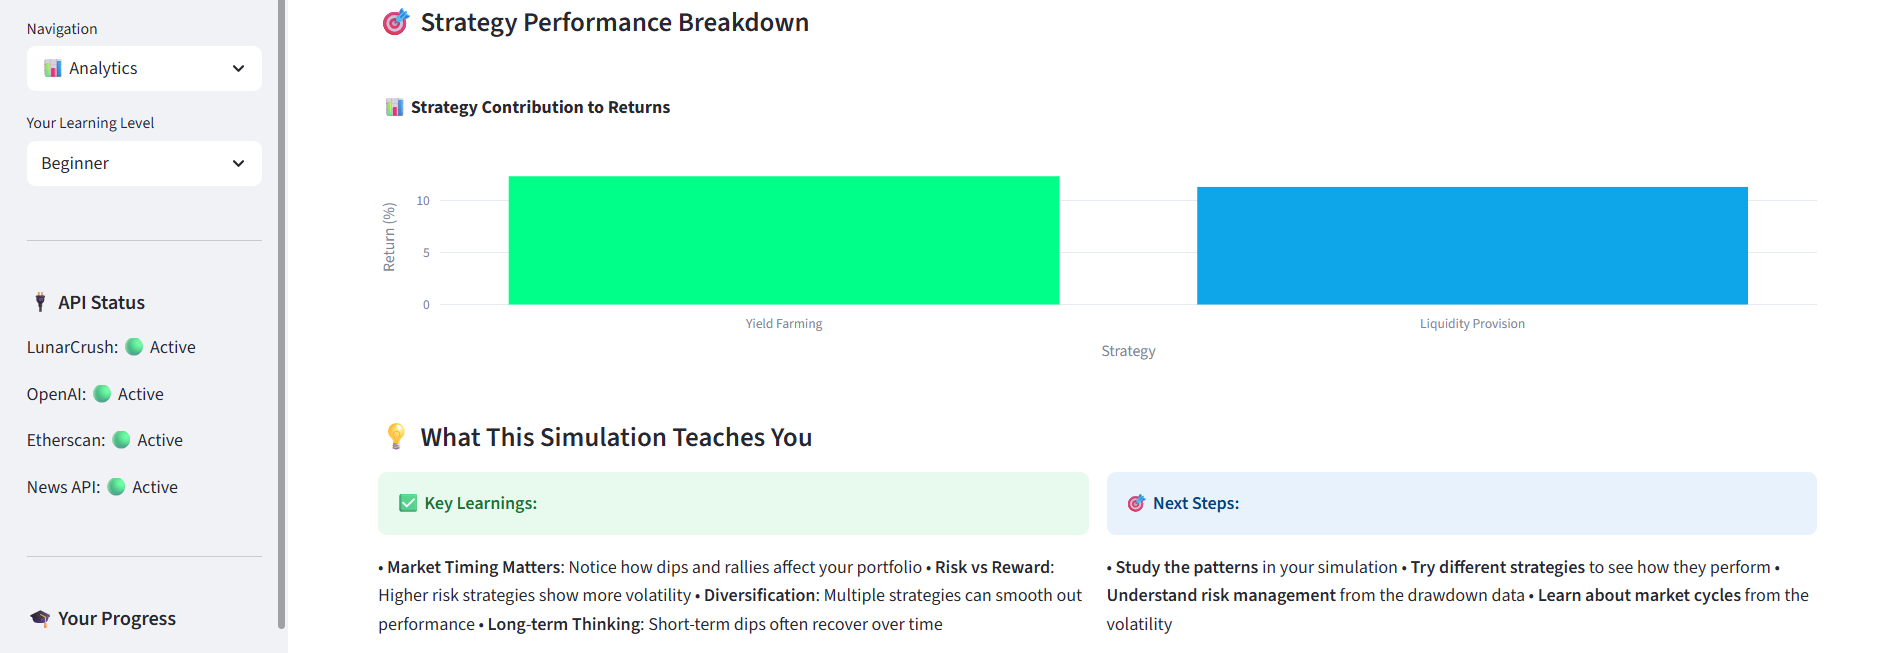 Navigation
Analytics
Your Learning Level
Beginner
API Status
LunarCrush: Active
OpenAI: Active
Etherscan: Active
News API: Active
Your Progress
Strategy Performance Breakdown
Strategy Contribution to Returns
Return (%)
10
5
0
Yield Farming
Liquidity Provision
Strategy
What This Simulation Teaches You
Key Learnings:
• Market Timing Matters: Notice how dips and rallies affect your portfolio • Risk vs Reward:
Higher risk strategies show more volatility • Diversification: Multiple strategies can smooth out
performance • Long-term Thinking: Short-term dips often recover over time
Next Steps:
• Study the patterns in your simulation • Try different strategies to see how they perform •
Understand risk management from the drawdown data • Learn about market cycles from the
volatility